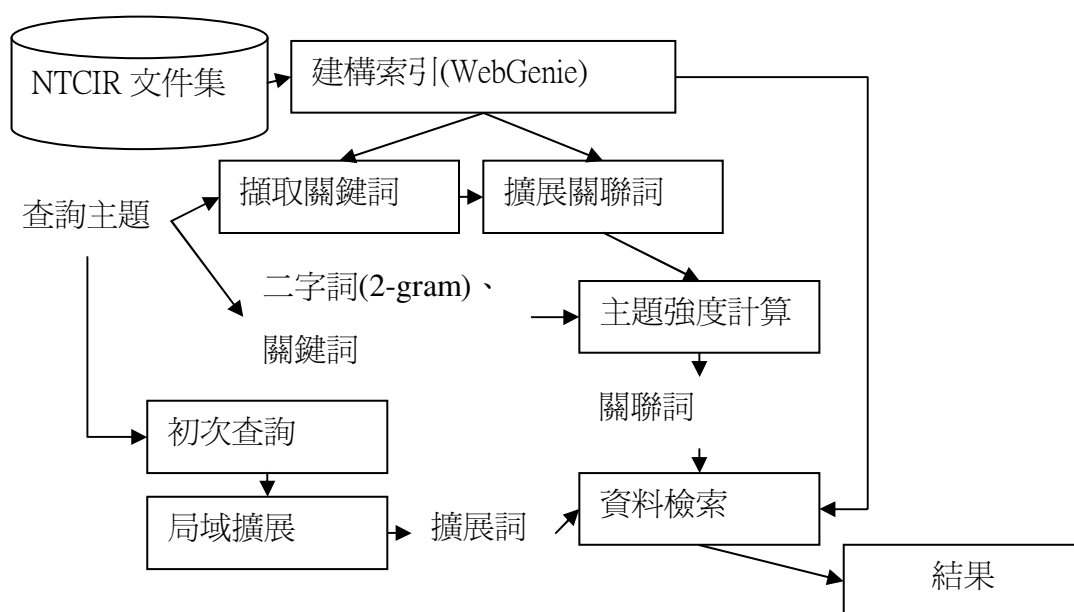 NTCIR 文件集
建構索引(WebGenie)
擷取關鍵詞
擴展關聯詞
查詢主題
二字詞(2-gram)、
關鍵詞
主題強度計算
關聯詞
初次查詢
局域擴展
擴展詞
資料檢索
結果